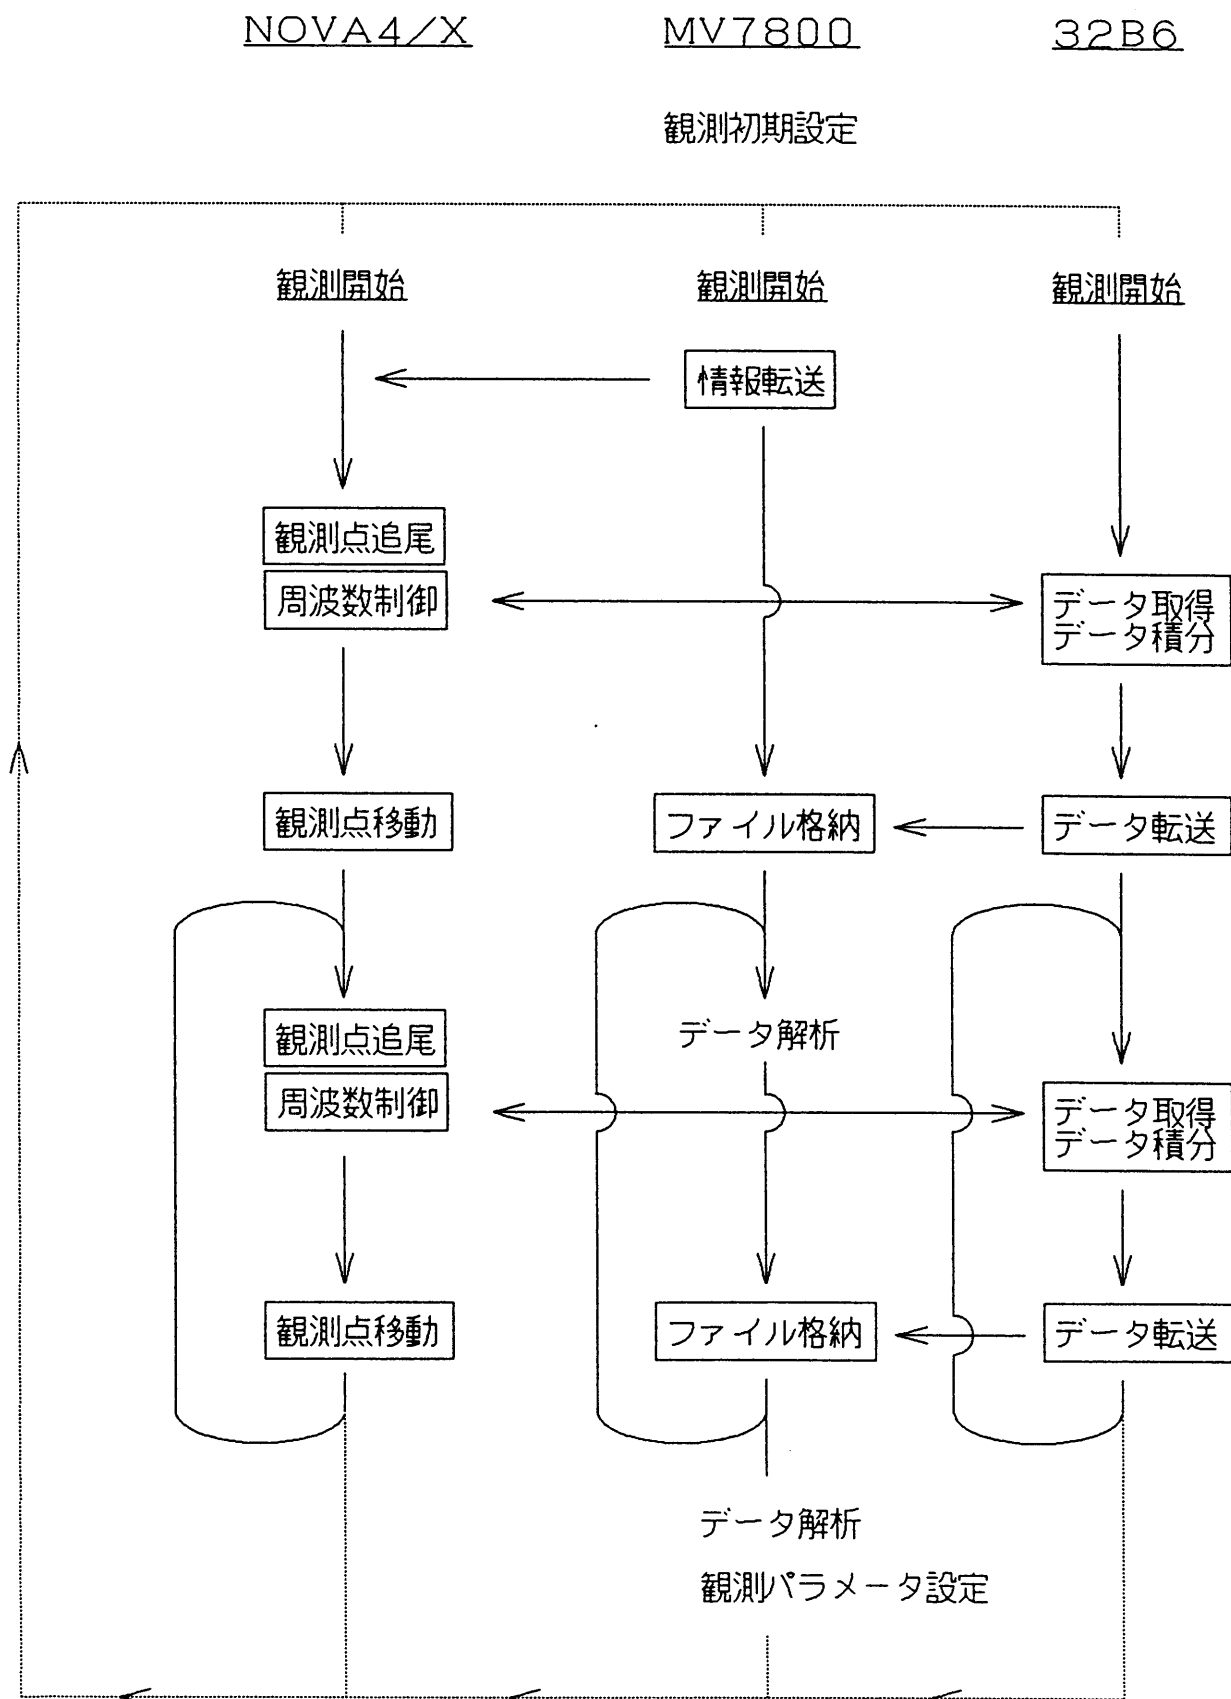 NOVA4/X MV7800 32B6
観測初期設定
観測開始 観測開始 観測開始
情報転送
観測点追尾
周波数制御 データ取得
データ積分
観測点移動 ファイル格納 データ転送
観測点追尾 データ解析
周波数制御 データ取得
データ積分
観測点移動 ファイル格納 データ転送
データ解析
観測パラメータ設定